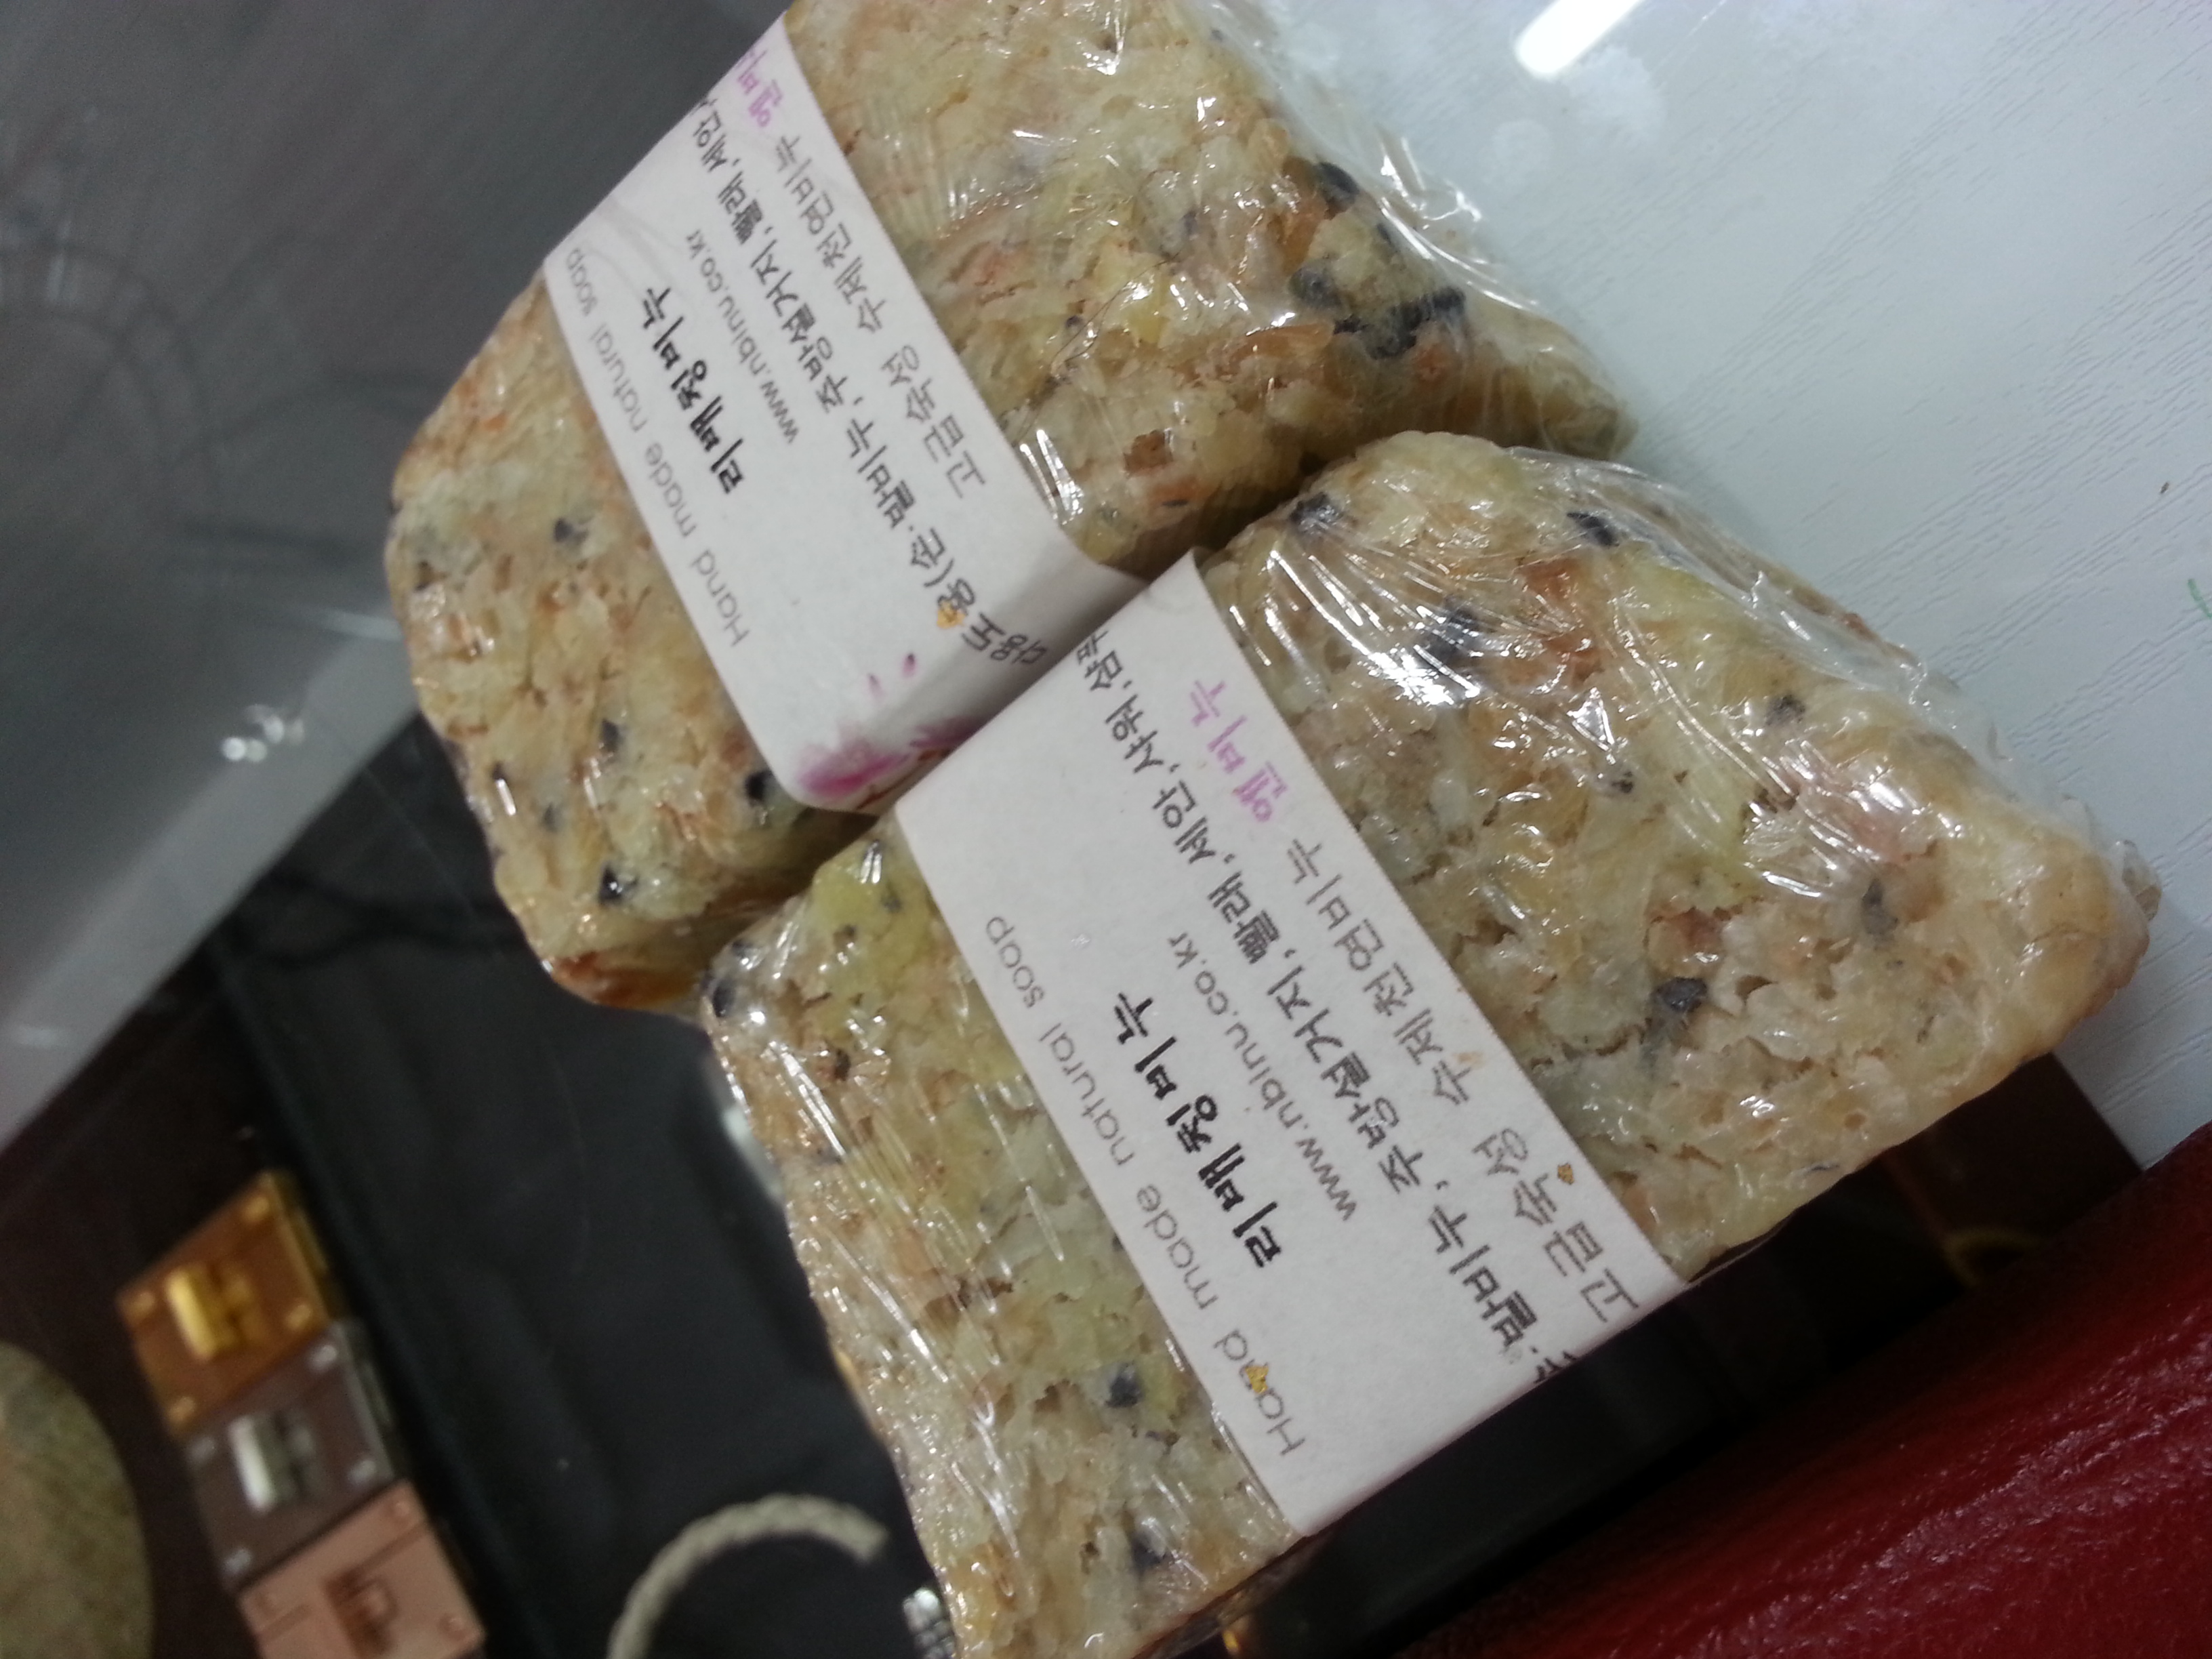 Hand made natural soap
리배칭비누
www.nbinu.co.kr
손·발비누,주방설거지,빨래,세안,샤워,샴푸
고급숙성 수제천연비누 엔비누
Hand made natural soap
리배칭비누
www.nbinu.co.kr
다용도용(손·발비누,주방설거지,빨래,세안,
고급숙성 수제천연비누 엔비누